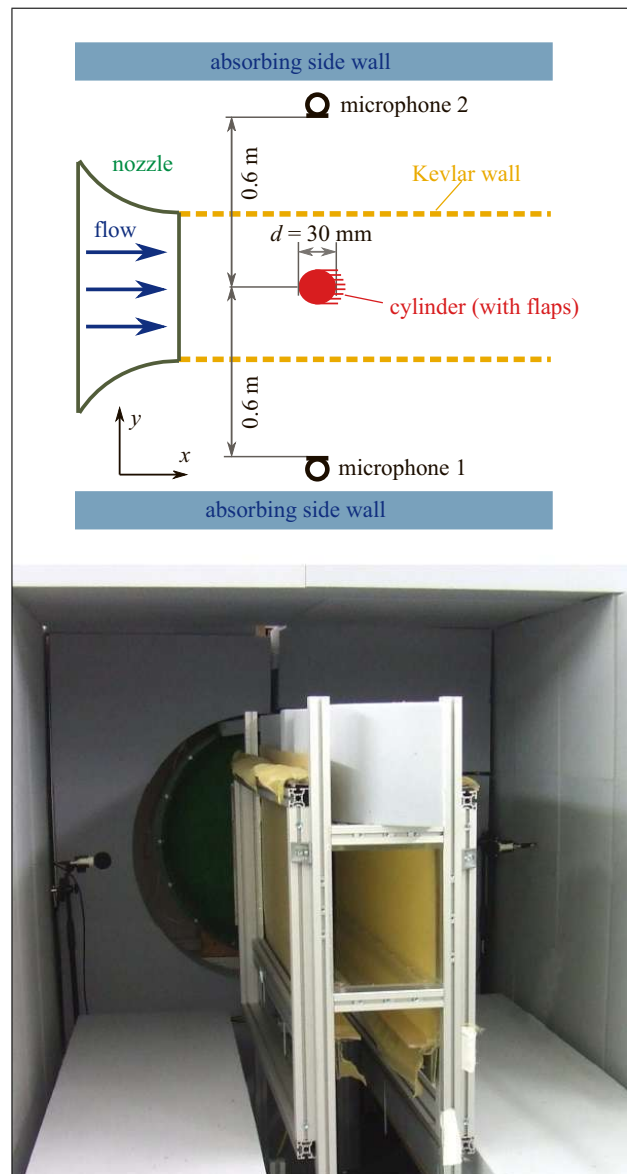 absorbing side wall
microphone 2
nozzle
0.6 m
Kevlar wall
flow
d = 30 mm
cylinder (with flaps)
0.6 m
y
x
microphone 1
absorbing side wall